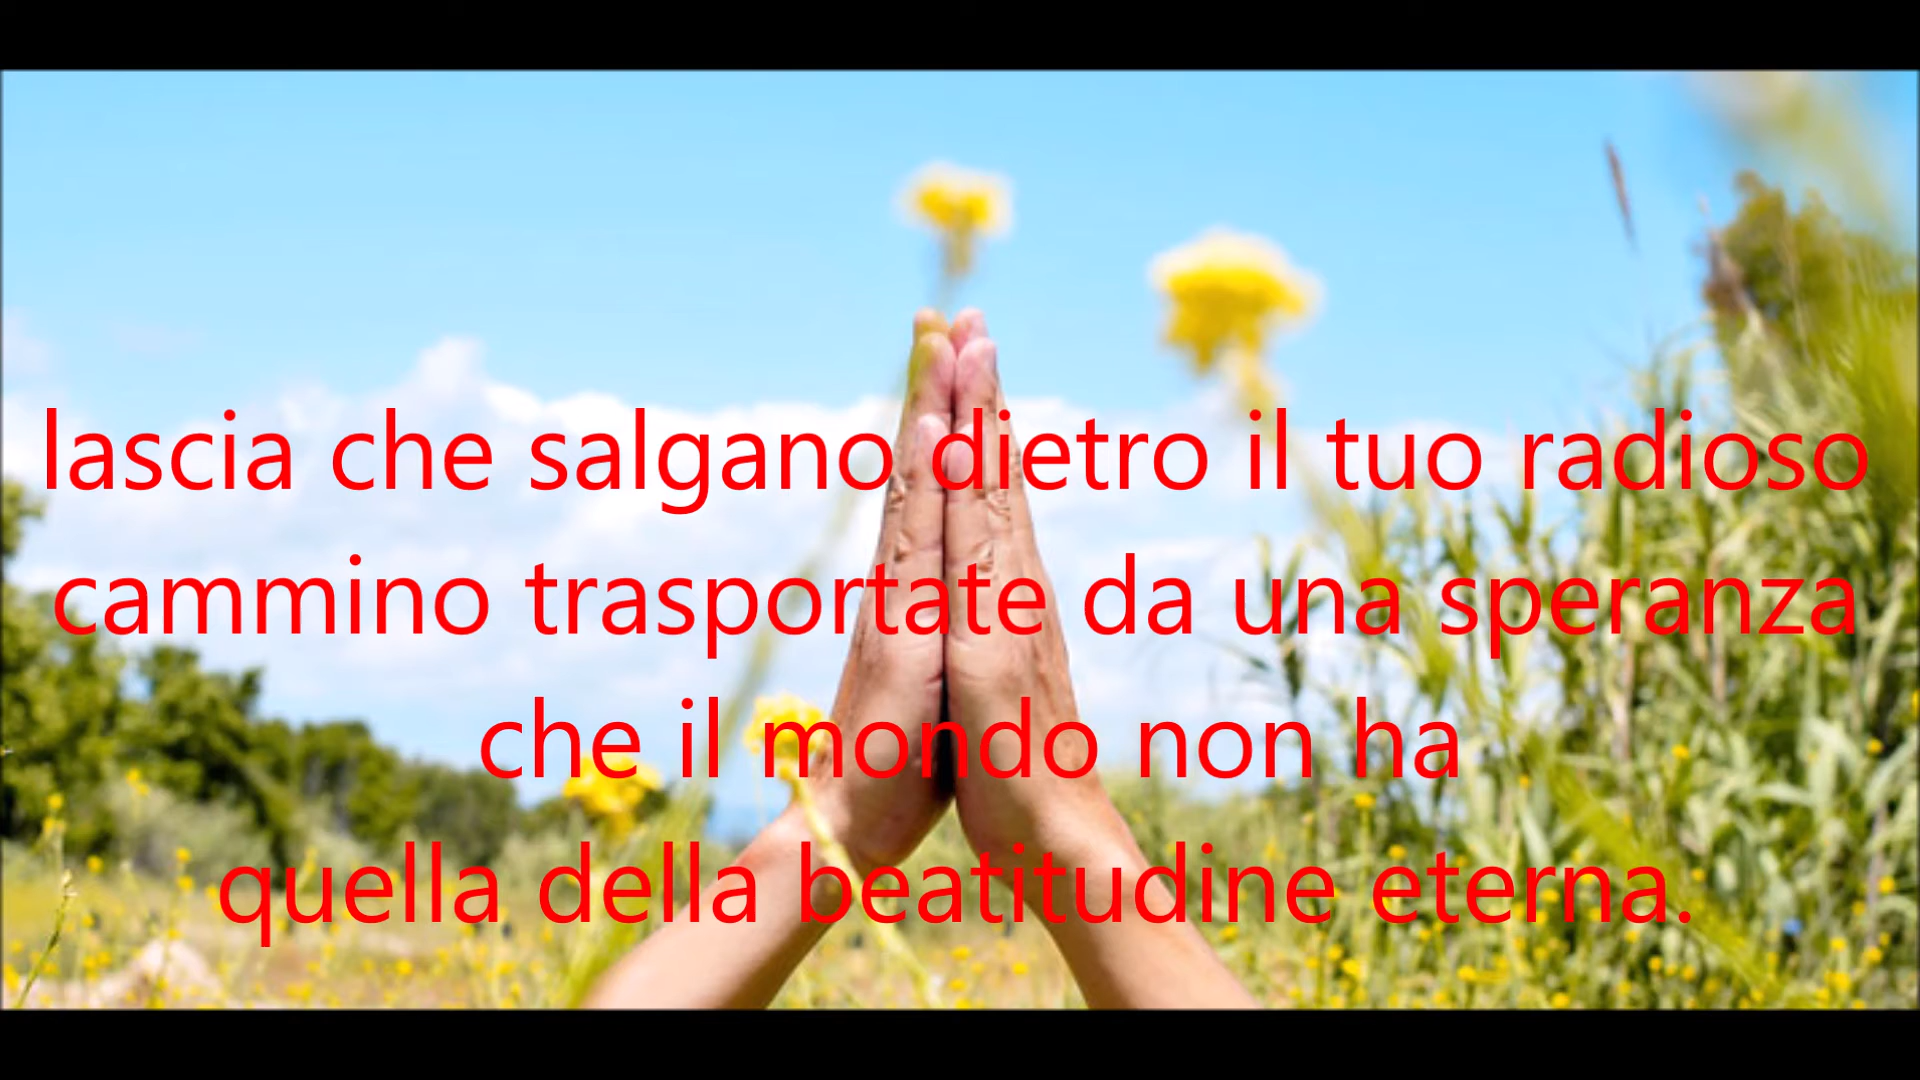 lascia che salgano dietro il tuo radioso
cammino trasportate da una speranza
che il mondo non ha
quella della beatitudine eterna.